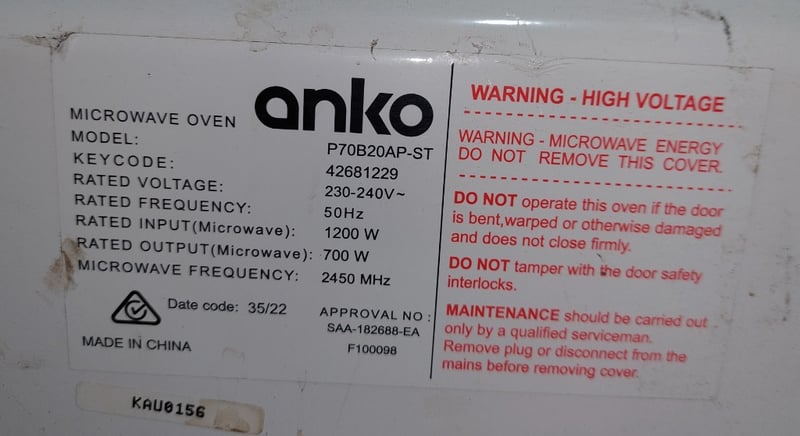 anko
MICROWAVE OVEN
MODEL: P70B20AP-ST
KEYCODE: 42681229
RATED VOLTAGE: 230-240V~
RATED FREQUENCY: 50Hz
RATED INPUT(Microwave): 1200 W
RATED OUTPUT(Microwave): 700 W
MICROWAVE FREQUENCY: 2450 MHz
Date code: 35/22
APPROVAL NO :
SAA-182688-EA
F100098
MADE IN CHINA
WARNING - HIGH VOLTAGE
WARNING - MICROWAVE ENERGY
DO NOT REMOVE THIS COVER.
DO NOT operate this oven if the door
is bent,warped or otherwise damaged
and does not close firmly.
DO NOT tamper with the door safety
interlocks.
MAINTENANCE should be carried out
only by a qualified serviceman.
Remove plug or disconnect from the
mains before removing cover.
KAU0156